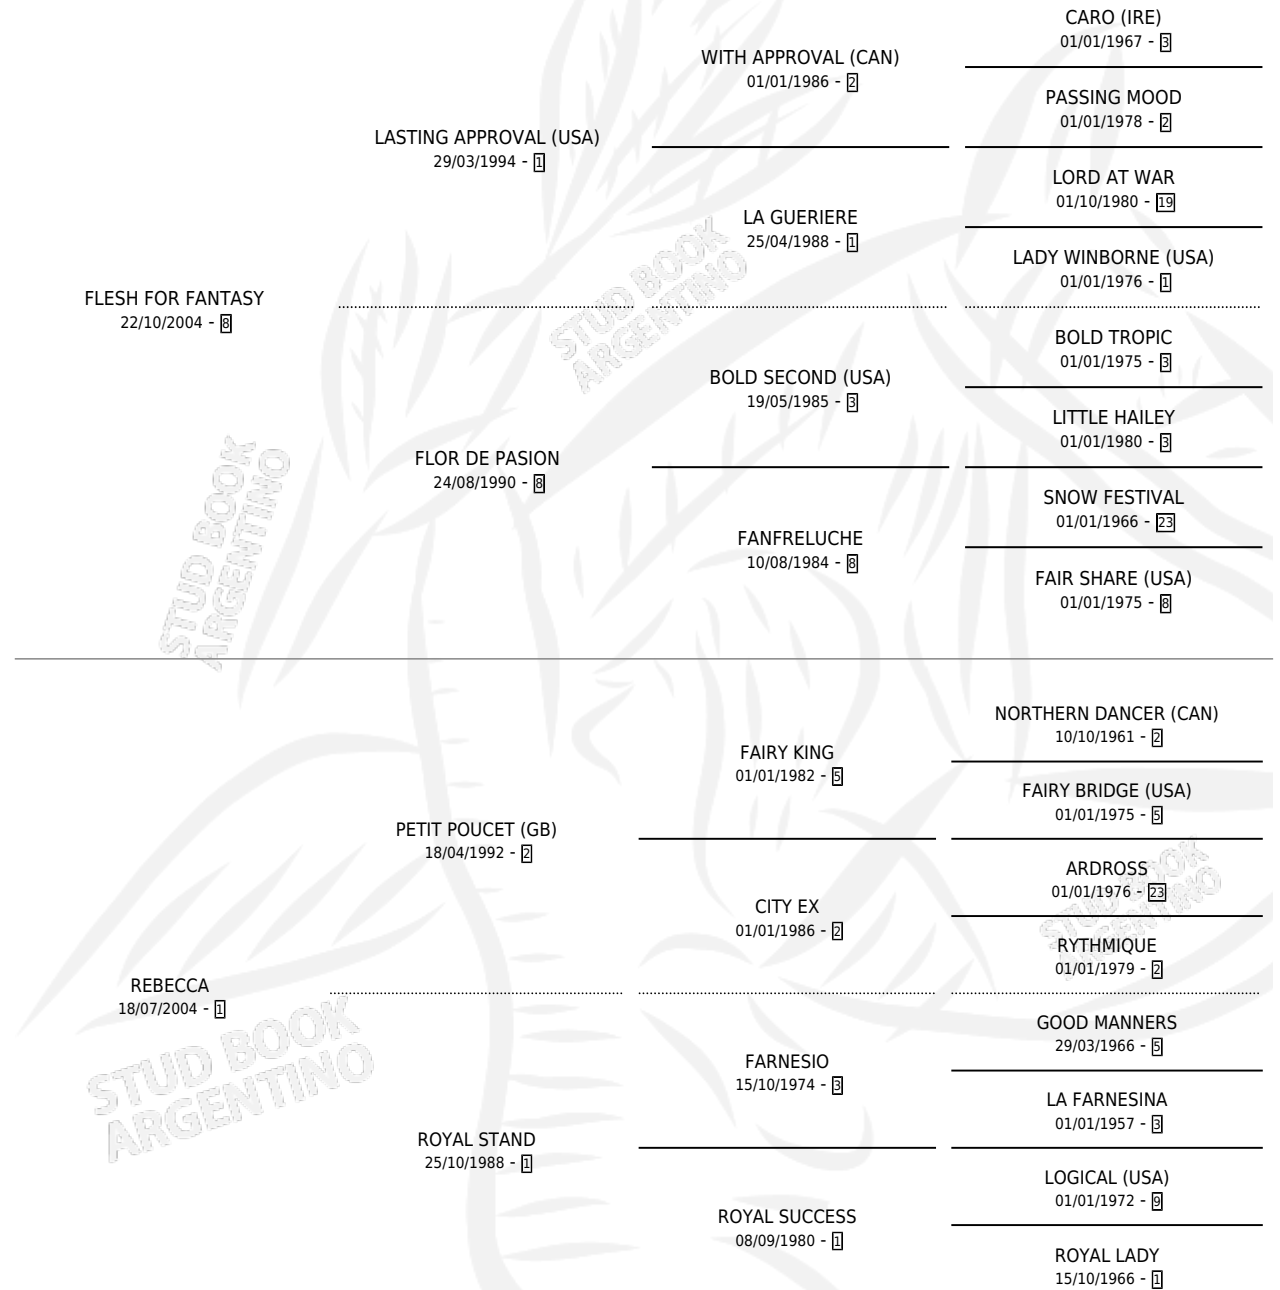 CARO (IRE)
01/01/1967 - 3
WITH APPROVAL (CAN)
01/01/1986 - 2
PASSING MOOD
01/01/1978 - 2
LASTING APPROVAL (USA)
29/03/1994 - 1
LORD AT WAR
01/10/1980 - 19
LA GUERIERE
25/04/1988 - 1
LADY WINBORNE (USA)
01/01/1976 - 1
FLESH FOR FANTASY
22/10/2004 - 8
STUD BOOK
ARGENTINO
BOLD TROPIC
01/01/1975 - 3
BOLD SECOND (USA)
19/05/1985 - 3
LITTLE HAILEY
01/01/1980 - 3
FLOR DE PASION
24/08/1990 - 8
SNOW FESTIVAL
01/01/1966 - 23
FANFRELUCHE
10/08/1984 - 8
FAIR SHARE (USA)
01/01/1975 - 8
STUD BOOK
ARGENTINO
NORTHERN DANCER (CAN)
10/10/1961 - 2
FAIRY KING
01/01/1982 - 5
FAIRY BRIDGE (USA)
01/01/1975 - 5
PETIT POUCET (GB)
18/04/1992 - 2
ARDROSS
01/01/1976 - 23
STUD BOOK
ARGENTINO
CITY EX
01/01/1986 - 2
RYTHMIQUE
01/01/1979 - 2
REBECCA
18/07/2004 - 1
STUD BOOK
ARGENTINO
GOOD MANNERS
29/03/1966 - 5
FARNESIO
15/10/1974 - 3
LA FARNESINA
01/01/1957 - 3
ROYAL STAND
25/10/1988 - 1
LOGICAL (USA)
01/01/1972 - 9
ROYAL SUCCESS
08/09/1980 - 1
ROYAL LADY
15/10/1966 - 1